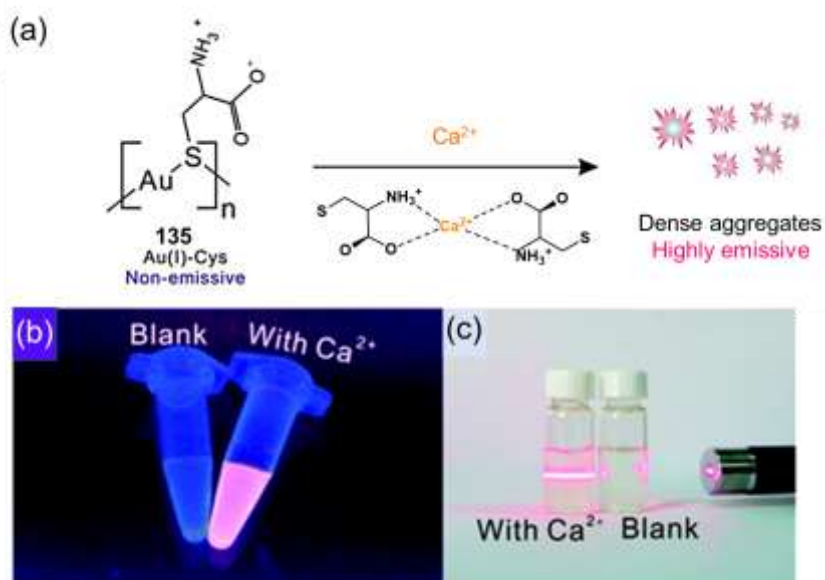 (a)
NH₃⁺
O⁻
O
S
Au
n
135
Au(I)-Cys
Non-emissive
Ca²⁺
S
NH₃⁺
O
O
Ca²⁺
O
O
NH₃⁺
S
Dense aggregates
Highly emissive
(b)
Blank
With Ca²⁺
(c)
With Ca²⁺
Blank